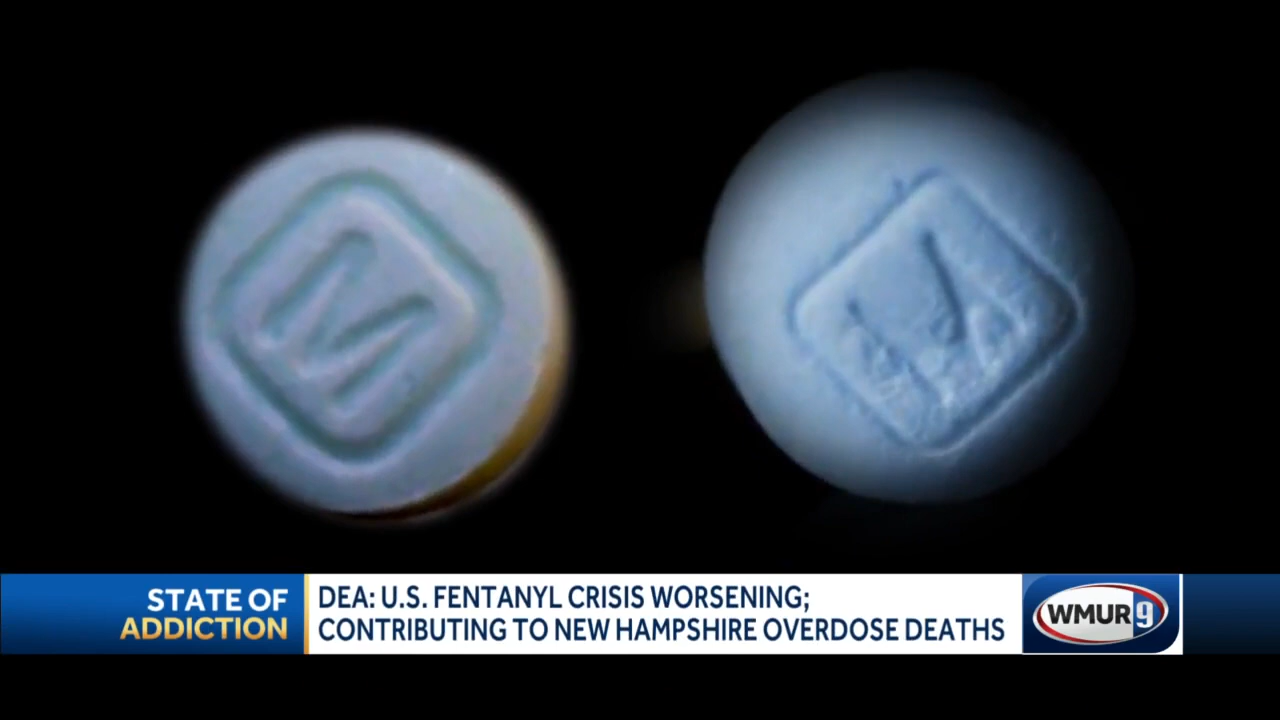 M
STATE OF
ADDICTION
DEA: U.S. FENTANYL CRISIS WORSENING;
CONTRIBUTING TO NEW HAMPSHIRE OVERDOSE DEATHS
WMUR 9